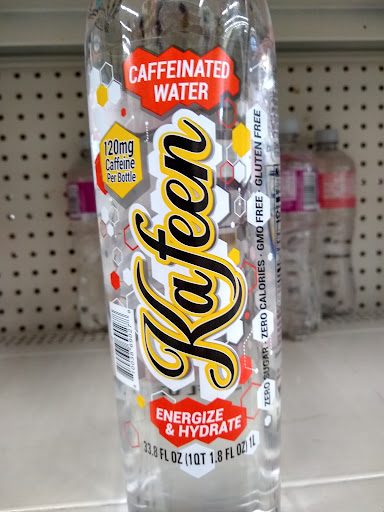 CAFFEINATED
WATER
120mg
Caffeine
Per Bottle
Kafeen
ZERO SUGAR · ZERO CALORIES · GMO FREE · GLUTEN FREE
ENERGIZE
& HYDRATE
33.8 FL OZ (1QT 1.8 FL OZ) 1L